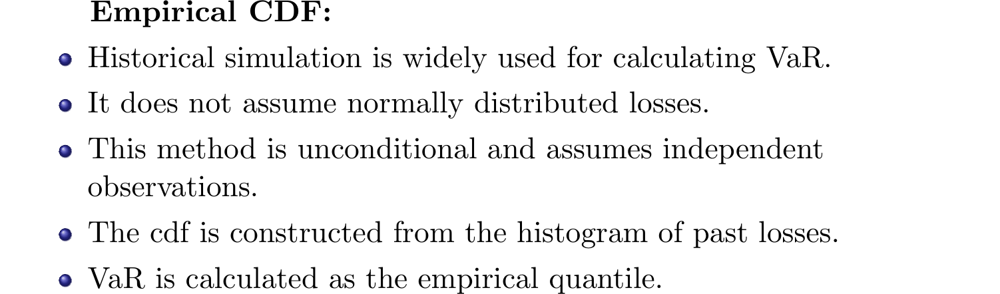 Empirical CDF:
Historical simulation is widely used for calculating VaR.
It does not assume normally distributed losses.
This method is unconditional and assumes independent
observations.
The cdf is constructed from the histogram of past losses.
VaR is calculated as the empirical quantile.